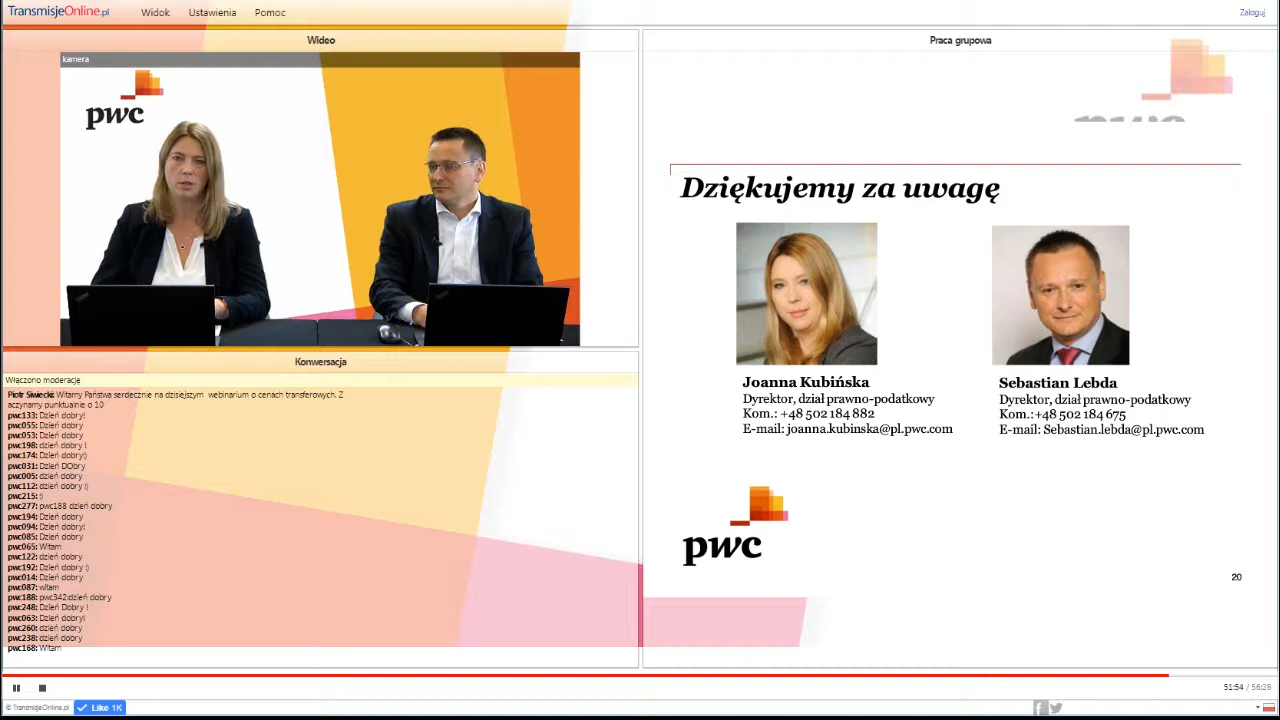 TransmisjeOnline.pl
Widok
Ustawienia
Pomoc
Zaloguj
Wideo
kamera
pwc
Konwersacja
Włączono moderację
Piotr Siwiecki: Witamy Państwa serdecznie na dzisiejszym webinarium o cenach transferowych. Z
aczynamy punktualnie o 10
pwc133: Dzień dobry!
pwc055: Dzień dobry
pwc053: Dzień dobry
pwc198: dzień dobry !
pwc174: Dzień dobry:)
pwc031: Dzień DObry
pwc005: dzień dobry
pwc112: dzień dobry :)
pwc215: :)
pwc277: pwc188 dzień dobry
pwc194: Dzień dobry
pwc094: Dzień dobry!
pwc085: Dzień dobry
pwc065: Witam
pwc122: dzień dobry
pwc192: Dzień dobry :)
pwc014: Dzień dobry
pwc087: witam
pwc188: pwc342:dzień dobry
pwc248: Dzień Dobry !
pwc063: Dzień dobry!
pwc260: dzień dobry
pwc238: dzień dobry
pwc168: Witam
Praca grupowa
pwc
Dziękujemy za uwagę
Joanna Kubińska
Dyrektor, dział prawno-podatkowy
Kom.: +48 502 184 882
E-mail: joanna.kubinska@pl.pwc.com
Sebastian Lebda
Dyrektor, dział prawno-podatkowy
Kom.:+48 502 184 675
E-mail: Sebastian.lebda@pl.pwc.com
pwc
20
51:54 / 56:28
© TransmisjeOnline.pl
Like 1K